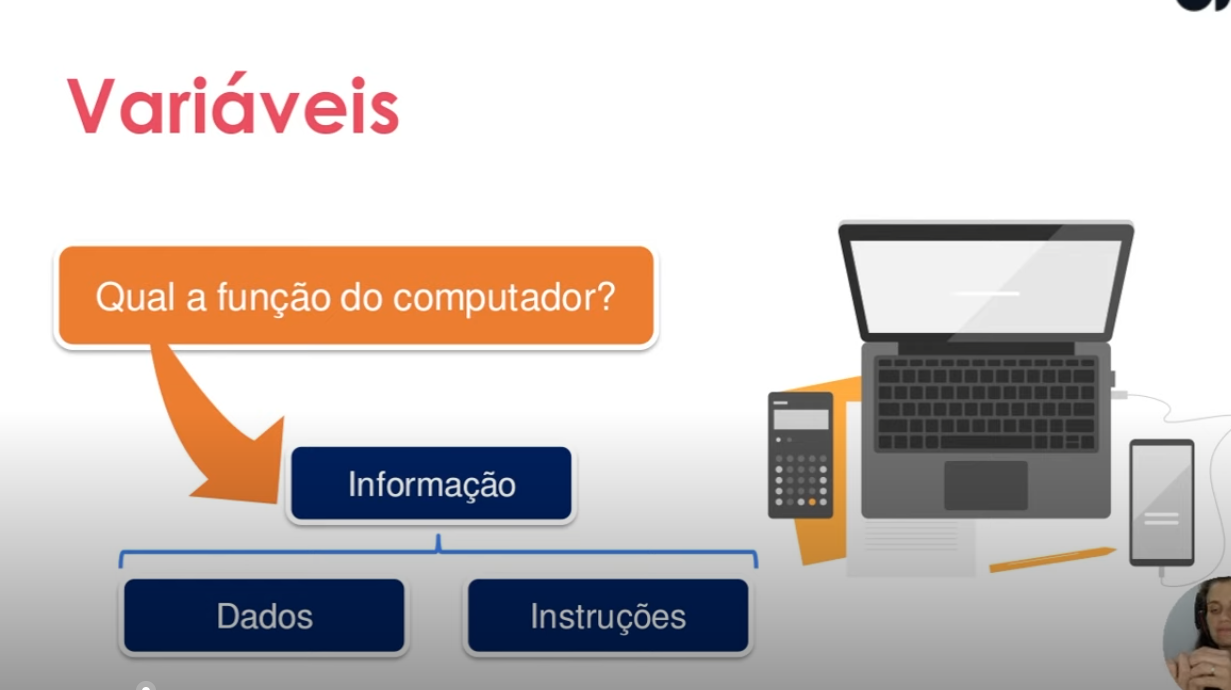 Variáveis
Qual a função do computador?
Informação
Dados
Instruções